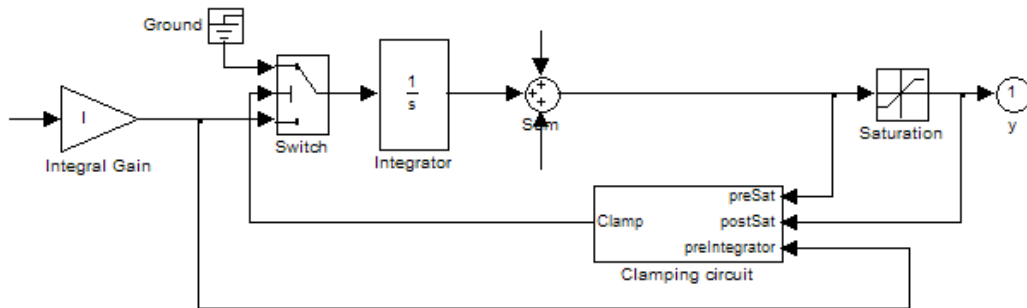 Ground
I
Integral Gain
Switch
1
s
Integrator
Sum
Saturation
1
y
preSat
Clamp
postSat
preIntegrator
Clamping circuit